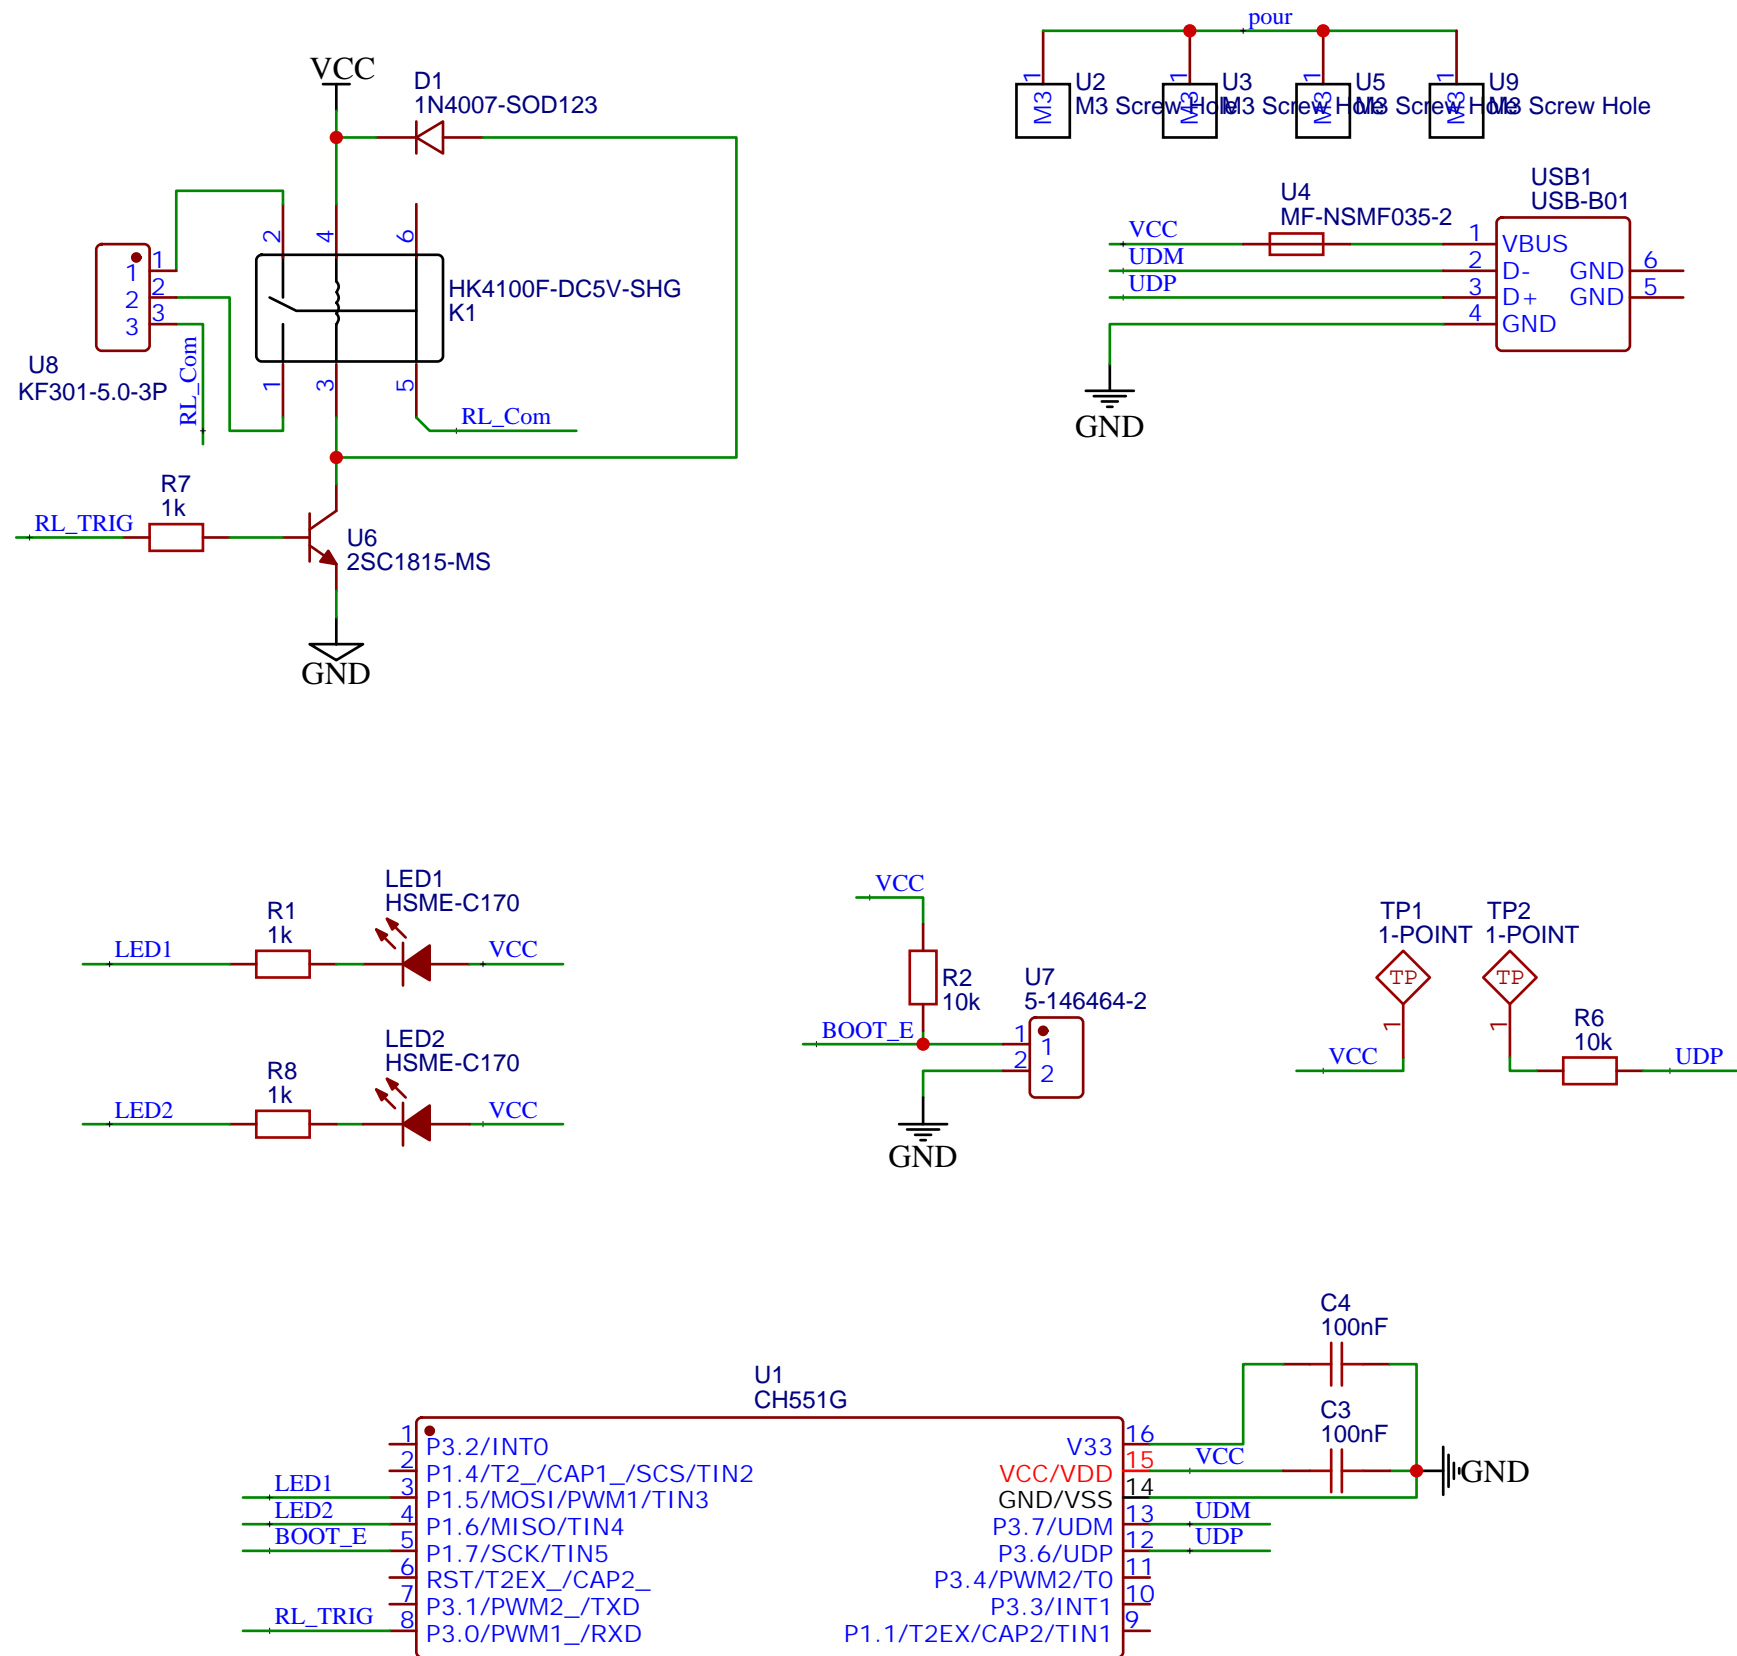 VCC
D1
1N4007-SOD123
2
4
6
1
2
3
1
2
3
HK4100F-DC5V-SHG
K1
1
3
5
U8
KF301-5.0-3P
RL_Com
RL_Com
R7
1k
RL_TRIG
U6
2SC1815-MS
GND
pour
1
1
1
1
M3
M3
M3
M3
U2
M3 Screw Hole
U3
M3 Screw Hole
U5
M3 Screw Hole
U9
M3 Screw Hole
USB1
USB-B01
U4
MF-NSMF035-2
VCC
UDM
UDP
1
2
3
4
VBUS
D-
D+
GND
GND
GND
6
5
GND
LED1
HSME-C170
R1
1k
LED1
VCC
LED2
HSME-C170
R8
1k
LED2
VCC
VCC
R2
10k
BOOT_E
U7
5-146464-2
1
2
1
2
GND
TP1
1-POINT
TP
1
VCC
TP2
1-POINT
TP
1
R6
10k
UDP
C4
100nF
C3
100nF
VCC
GND
U1
CH551G
1 P3.2/INT0
2 P1.4/T2_/CAP1_/SCS/TIN2
LED1 3 P1.5/MOSI/PWM1/TIN3
LED2 4 P1.6/MISO/TIN4
BOOT_E 5 P1.7/SCK/TIN5
6 RST/T2EX_/CAP2_
7 P3.1/PWM2_/TXD
RL_TRIG 8 P3.0/PWM1_/RXD
V33 16
VCC/VDD 15
GND/VSS 14
P3.7/UDM 13 UDM
P3.6/UDP 12 UDP
P3.4/PWM2/T0 11
P3.3/INT1 10
P1.1/T2EX/CAP2/TIN1 9